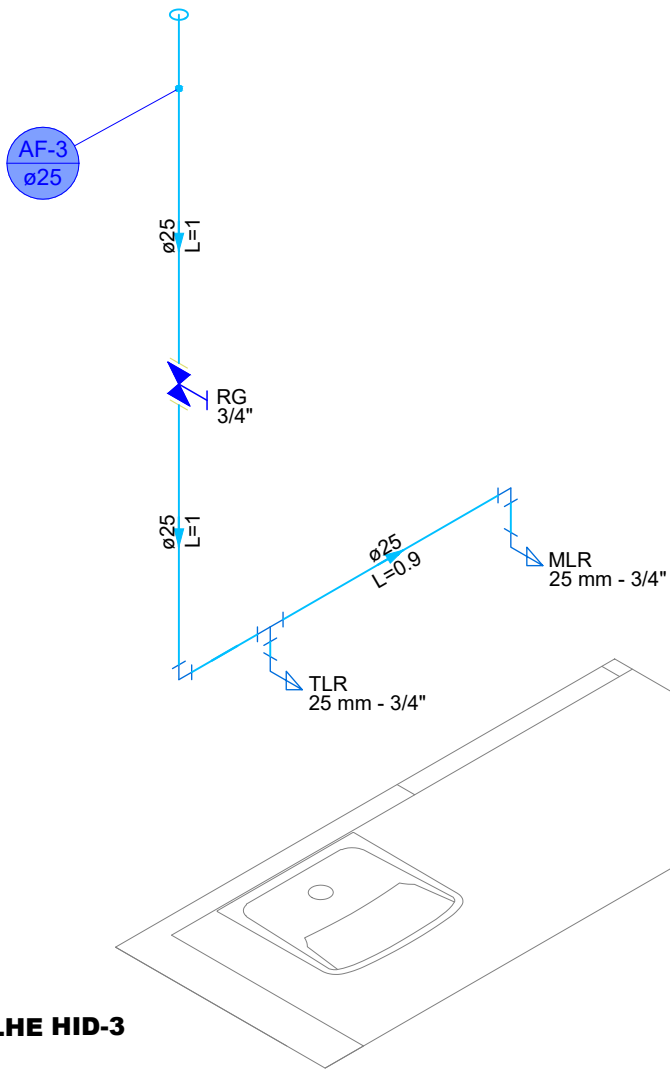 AF-3
ø25
ø25
L=1
RG
3/4"
ø25
L=1
ø25
L=0.9
MLR
25 mm - 3/4"
TLR
25 mm - 3/4"
LHE HID-3